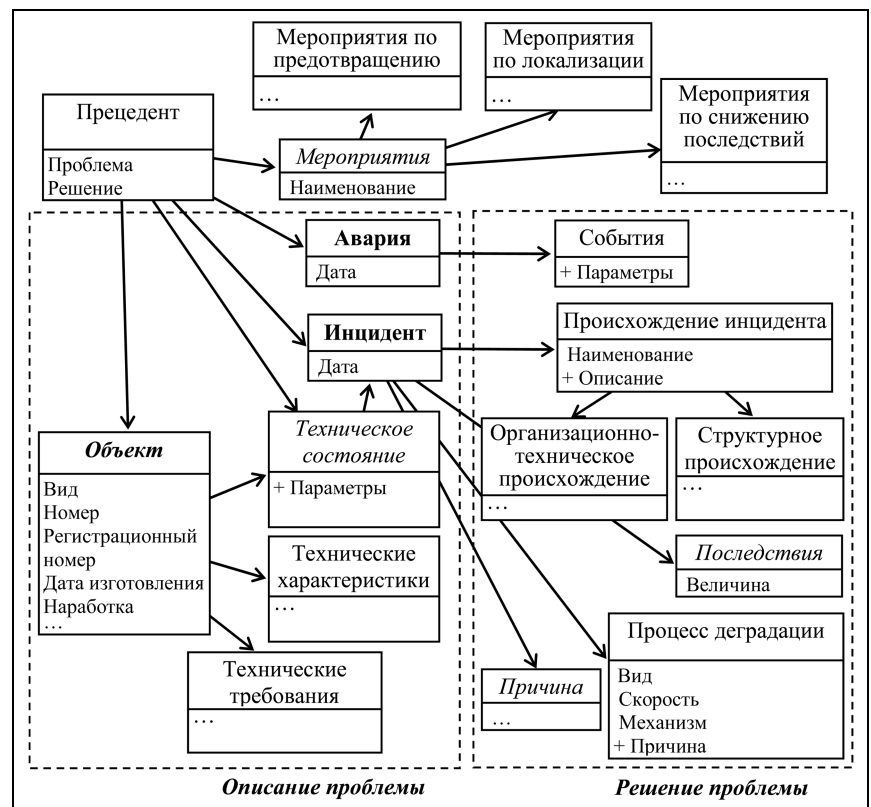 Мероприятия по
предотвращению
…
Мероприятия
по локализации
…
Мероприятия
по снижению
последствий
…
Прецедент
Проблема
Решение
Мероприятия
Наименование
Авария
Дата
События
+ Параметры
Инцидент
Дата
Происхождение инцидента
Наименование
+ Описание
Объект
Вид
Номер
Регистрационный
номер
Дата изготовления
Наработка
…
Техническое
состояние
+ Параметры
Организационно-
техническое
происхождение
…
Структурное
происхождение
…
Технические
характеристики
…
Последствия
Величина
Технические
требования
…
Причина
…
Процесс деградации
Вид
Скорость
Механизм
+ Причина
Описание проблемы
Решение проблемы